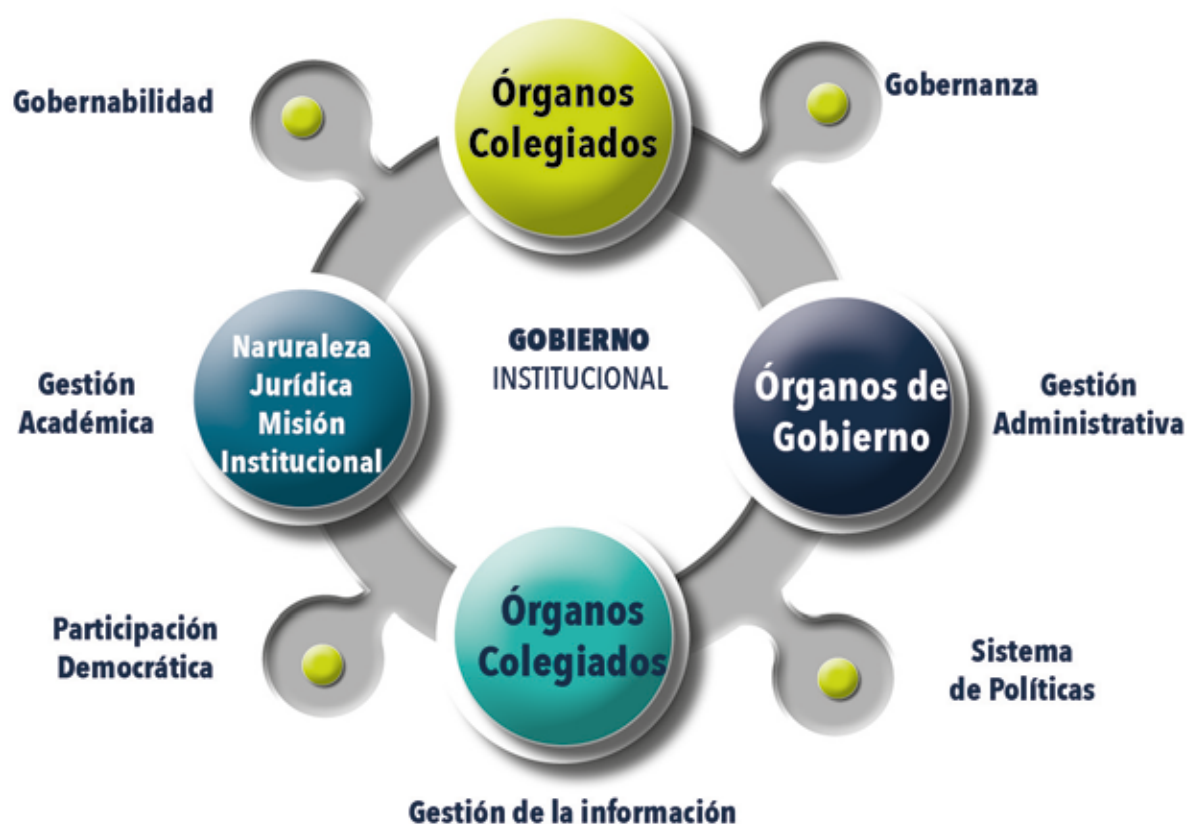 Órganos
Colegiados
Gobernabilidad
Gobernanza
GOBIERNO
INSTITUCIONAL
Naruraleza
Jurídica
Misión
Institucional
Órganos de
Gobierno
Gestión
Académica
Gestión
Administrativa
Órganos
Colegiados
Participación
Democrática
Sistema
de Políticas
Gestión de la información